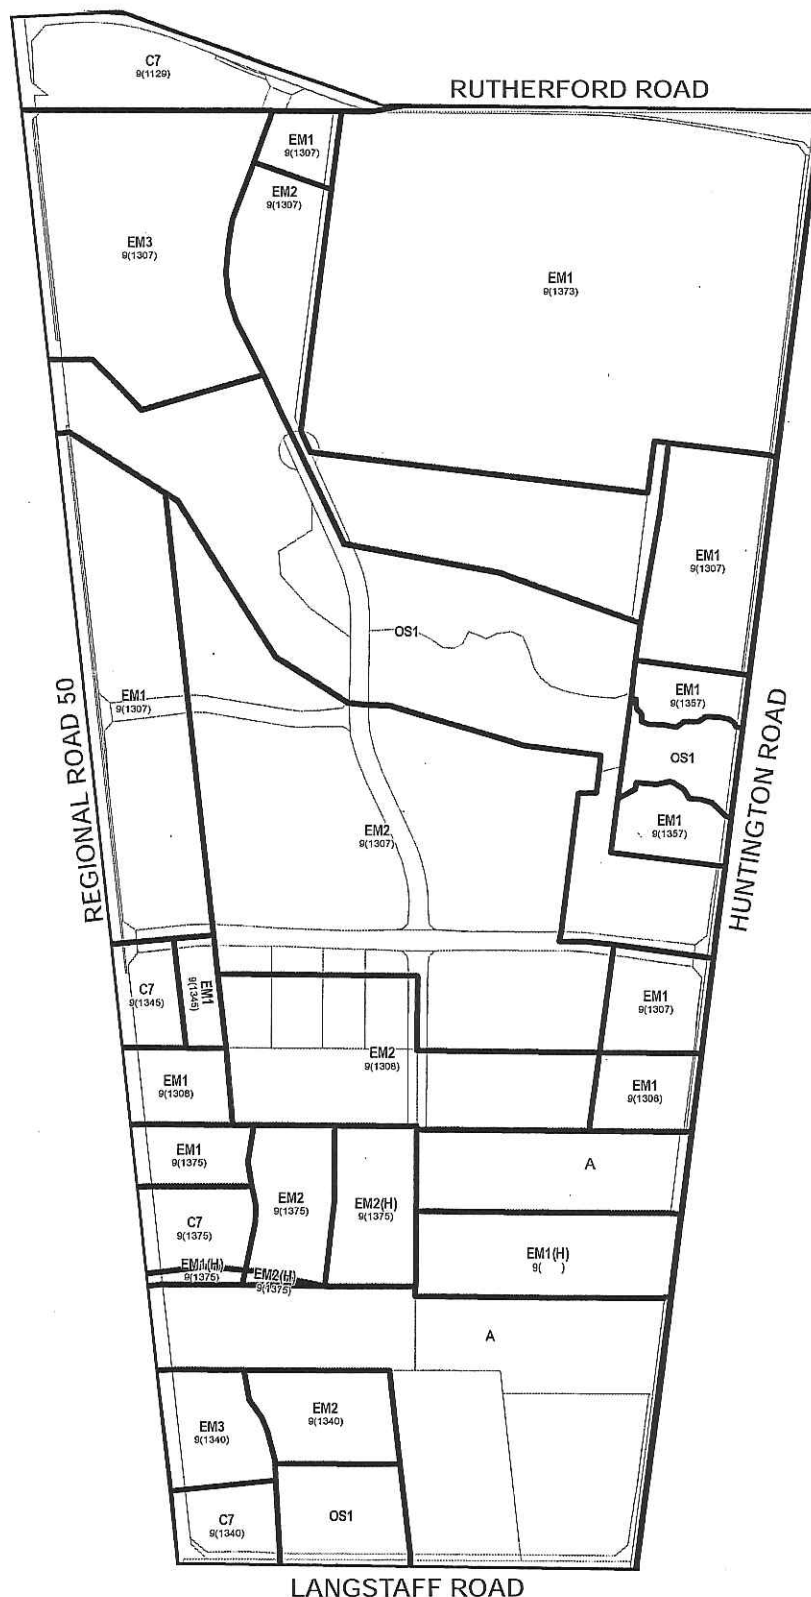 C7
9(1129)
RUTHERFORD ROAD
EM1
9(1307)
EM2
9(1307)
EM3
9(1307)
EM1
9(1373)
EM1
9(1307)
OS1
EM1
9(1307)
EM1
9(1357)
OS1
EM1
9(1357)
REGIONAL ROAD 50
HUNTINGTON ROAD
EM2
9(1307)
C7
9(1345)
EM1
9(1345)
EM1
9(1307)
EM2
9(1308)
EM1
9(1308)
EM1
9(1306)
EM1
9(1375)
A
EM2
9(1375)
EM2(H)
9(1375)
C7
9(1375)
EM1(H)
9( )
EM1(H)
9(1375)
EM2(H)
9(1375)
A
EM3
9(1340)
EM2
9(1340)
C7
9(1340)
OS1
LANGSTAFF ROAD